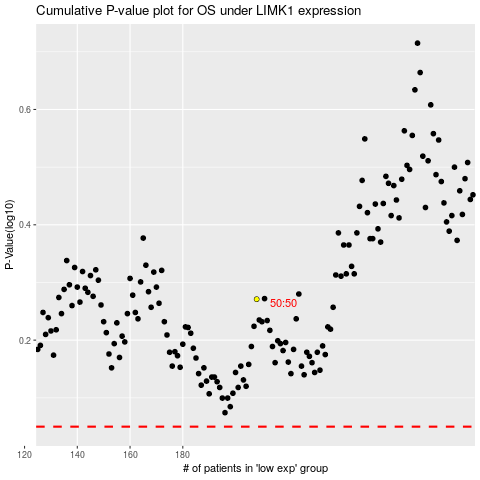 Cumulative P-value plot for OS under LIMK1 expression
P-Value(log10)
0.6
0.4
0.2
50:50
120 140 160 180
# of patients in 'low exp' group